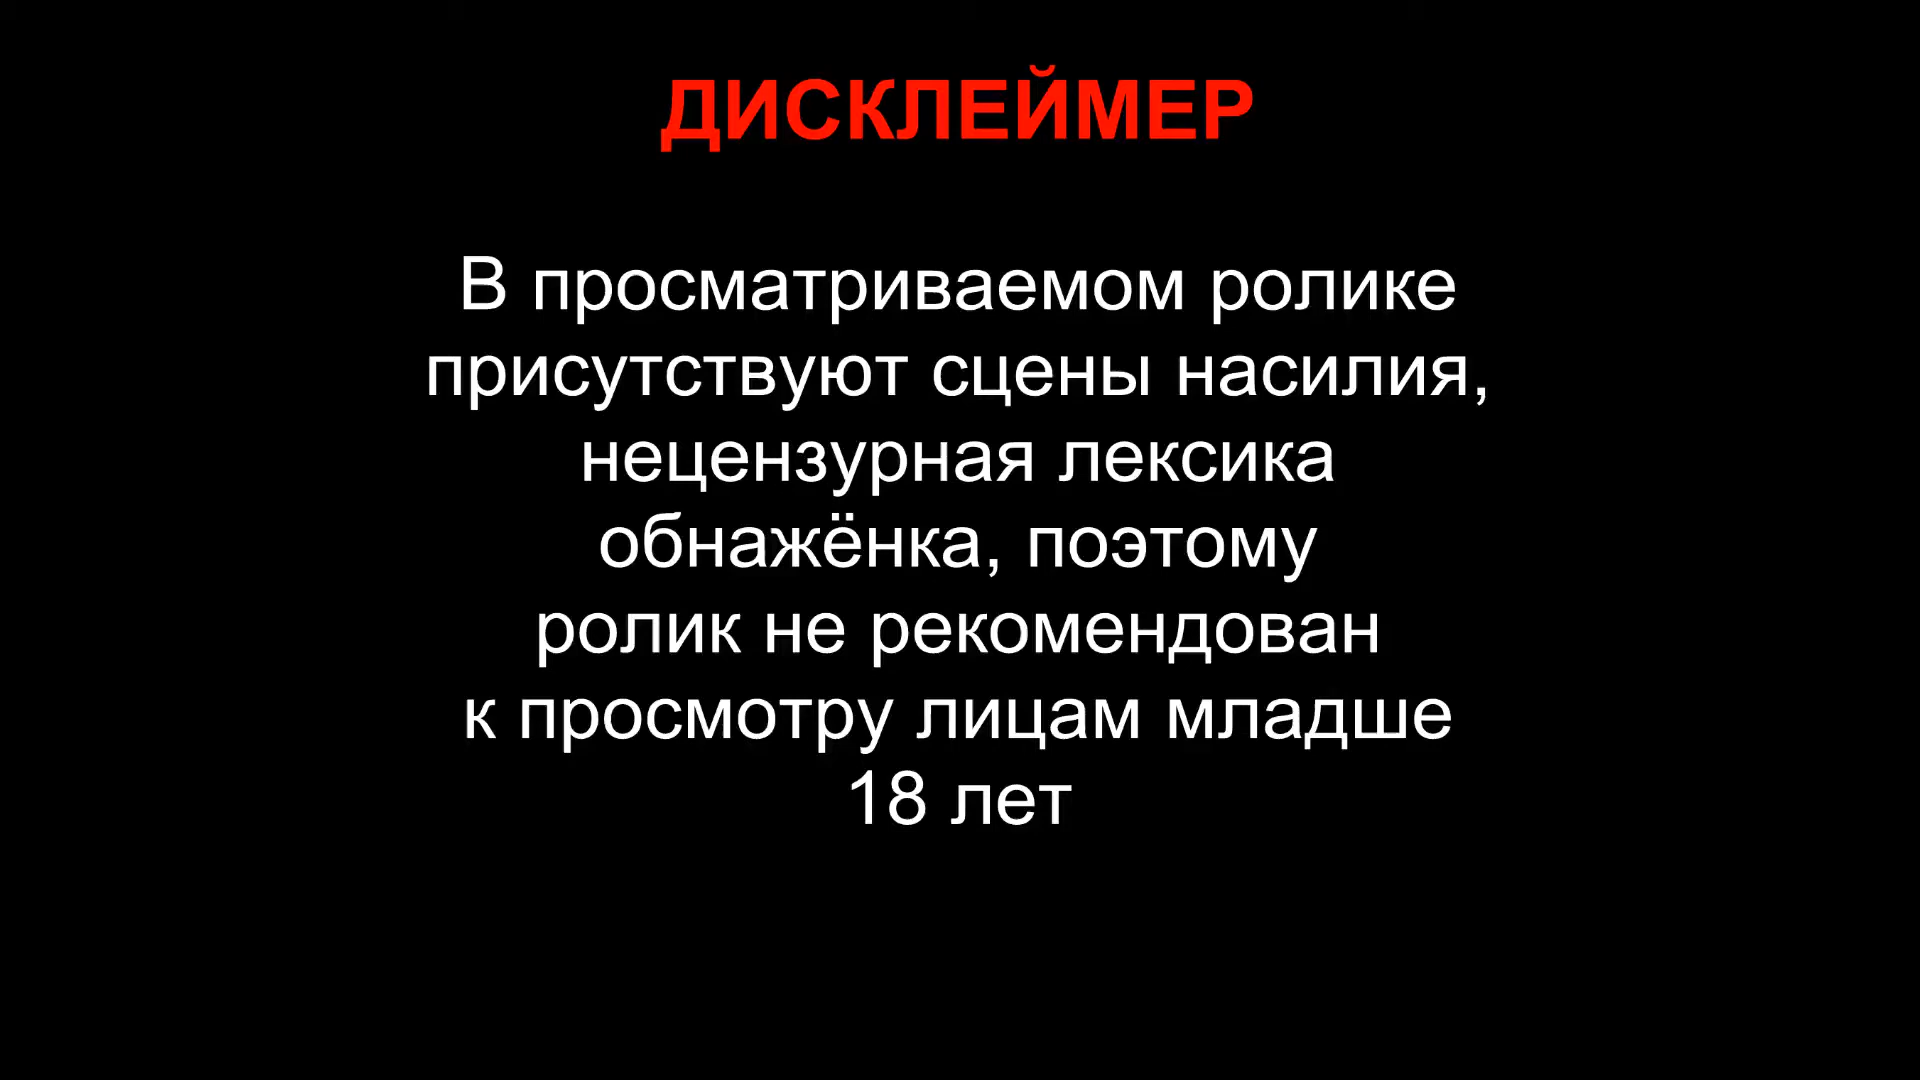 ДИСКЛЕЙМЕР
В просматриваемом ролике
присутствуют сцены насилия,
нецензурная лексика
обнажёнка, поэтому
ролик не рекомендован
к просмотру лицам младше
18 лет